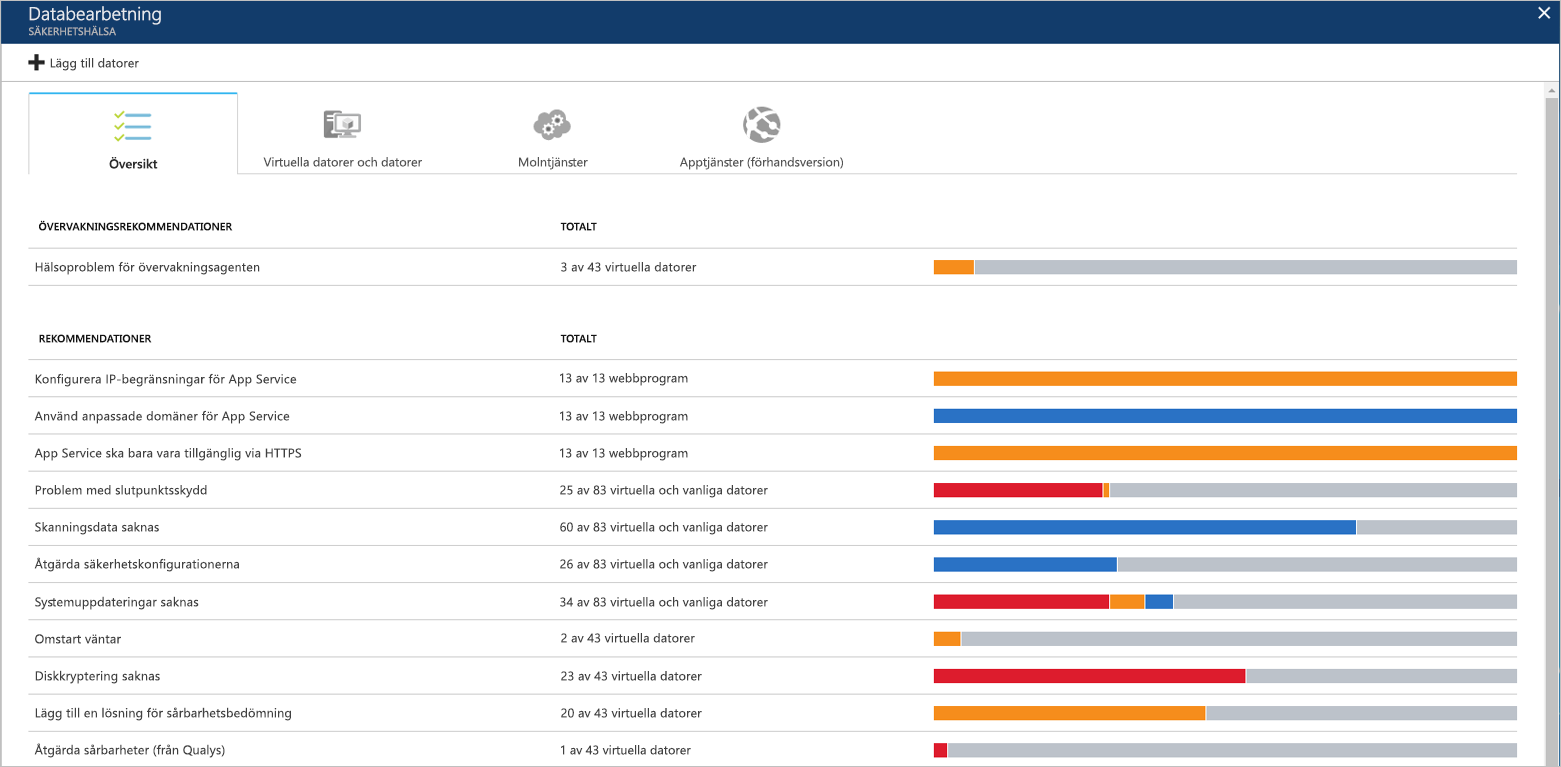 Databearbetning
SÄKERHETSHÄLSA
Lägg till datorer
Översikt
Virtuella datorer och datorer
Molntjänster
Apptjänster (förhandsversion)
ÖVERVAKNINGSREKOMMENDATIONER TOTALT
Hälsoproblem för övervakningsagenten 3 av 43 virtuella datorer
REKOMMENDATIONER TOTALT
Konfigurera IP-begränsningar för App Service 13 av 13 webbprogram
Använd anpassade domäner för App Service 13 av 13 webbprogram
App Service ska bara vara tillgänglig via HTTPS 13 av 13 webbprogram
Problem med slutpunktsskydd 25 av 83 virtuella och vanliga datorer
Skanningsdata saknas 60 av 83 virtuella och vanliga datorer
Åtgärda säkerhetskonfigurationerna 26 av 83 virtuella och vanliga datorer
Systemuppdateringar saknas 34 av 83 virtuella och vanliga datorer
Omstart väntar 2 av 43 virtuella datorer
Diskkryptering saknas 23 av 43 virtuella datorer
Lägg till en lösning för sårbarhetsbedömning 20 av 43 virtuella datorer
Åtgärda sårbarheter (från Qualys) 1 av 43 virtuella datorer